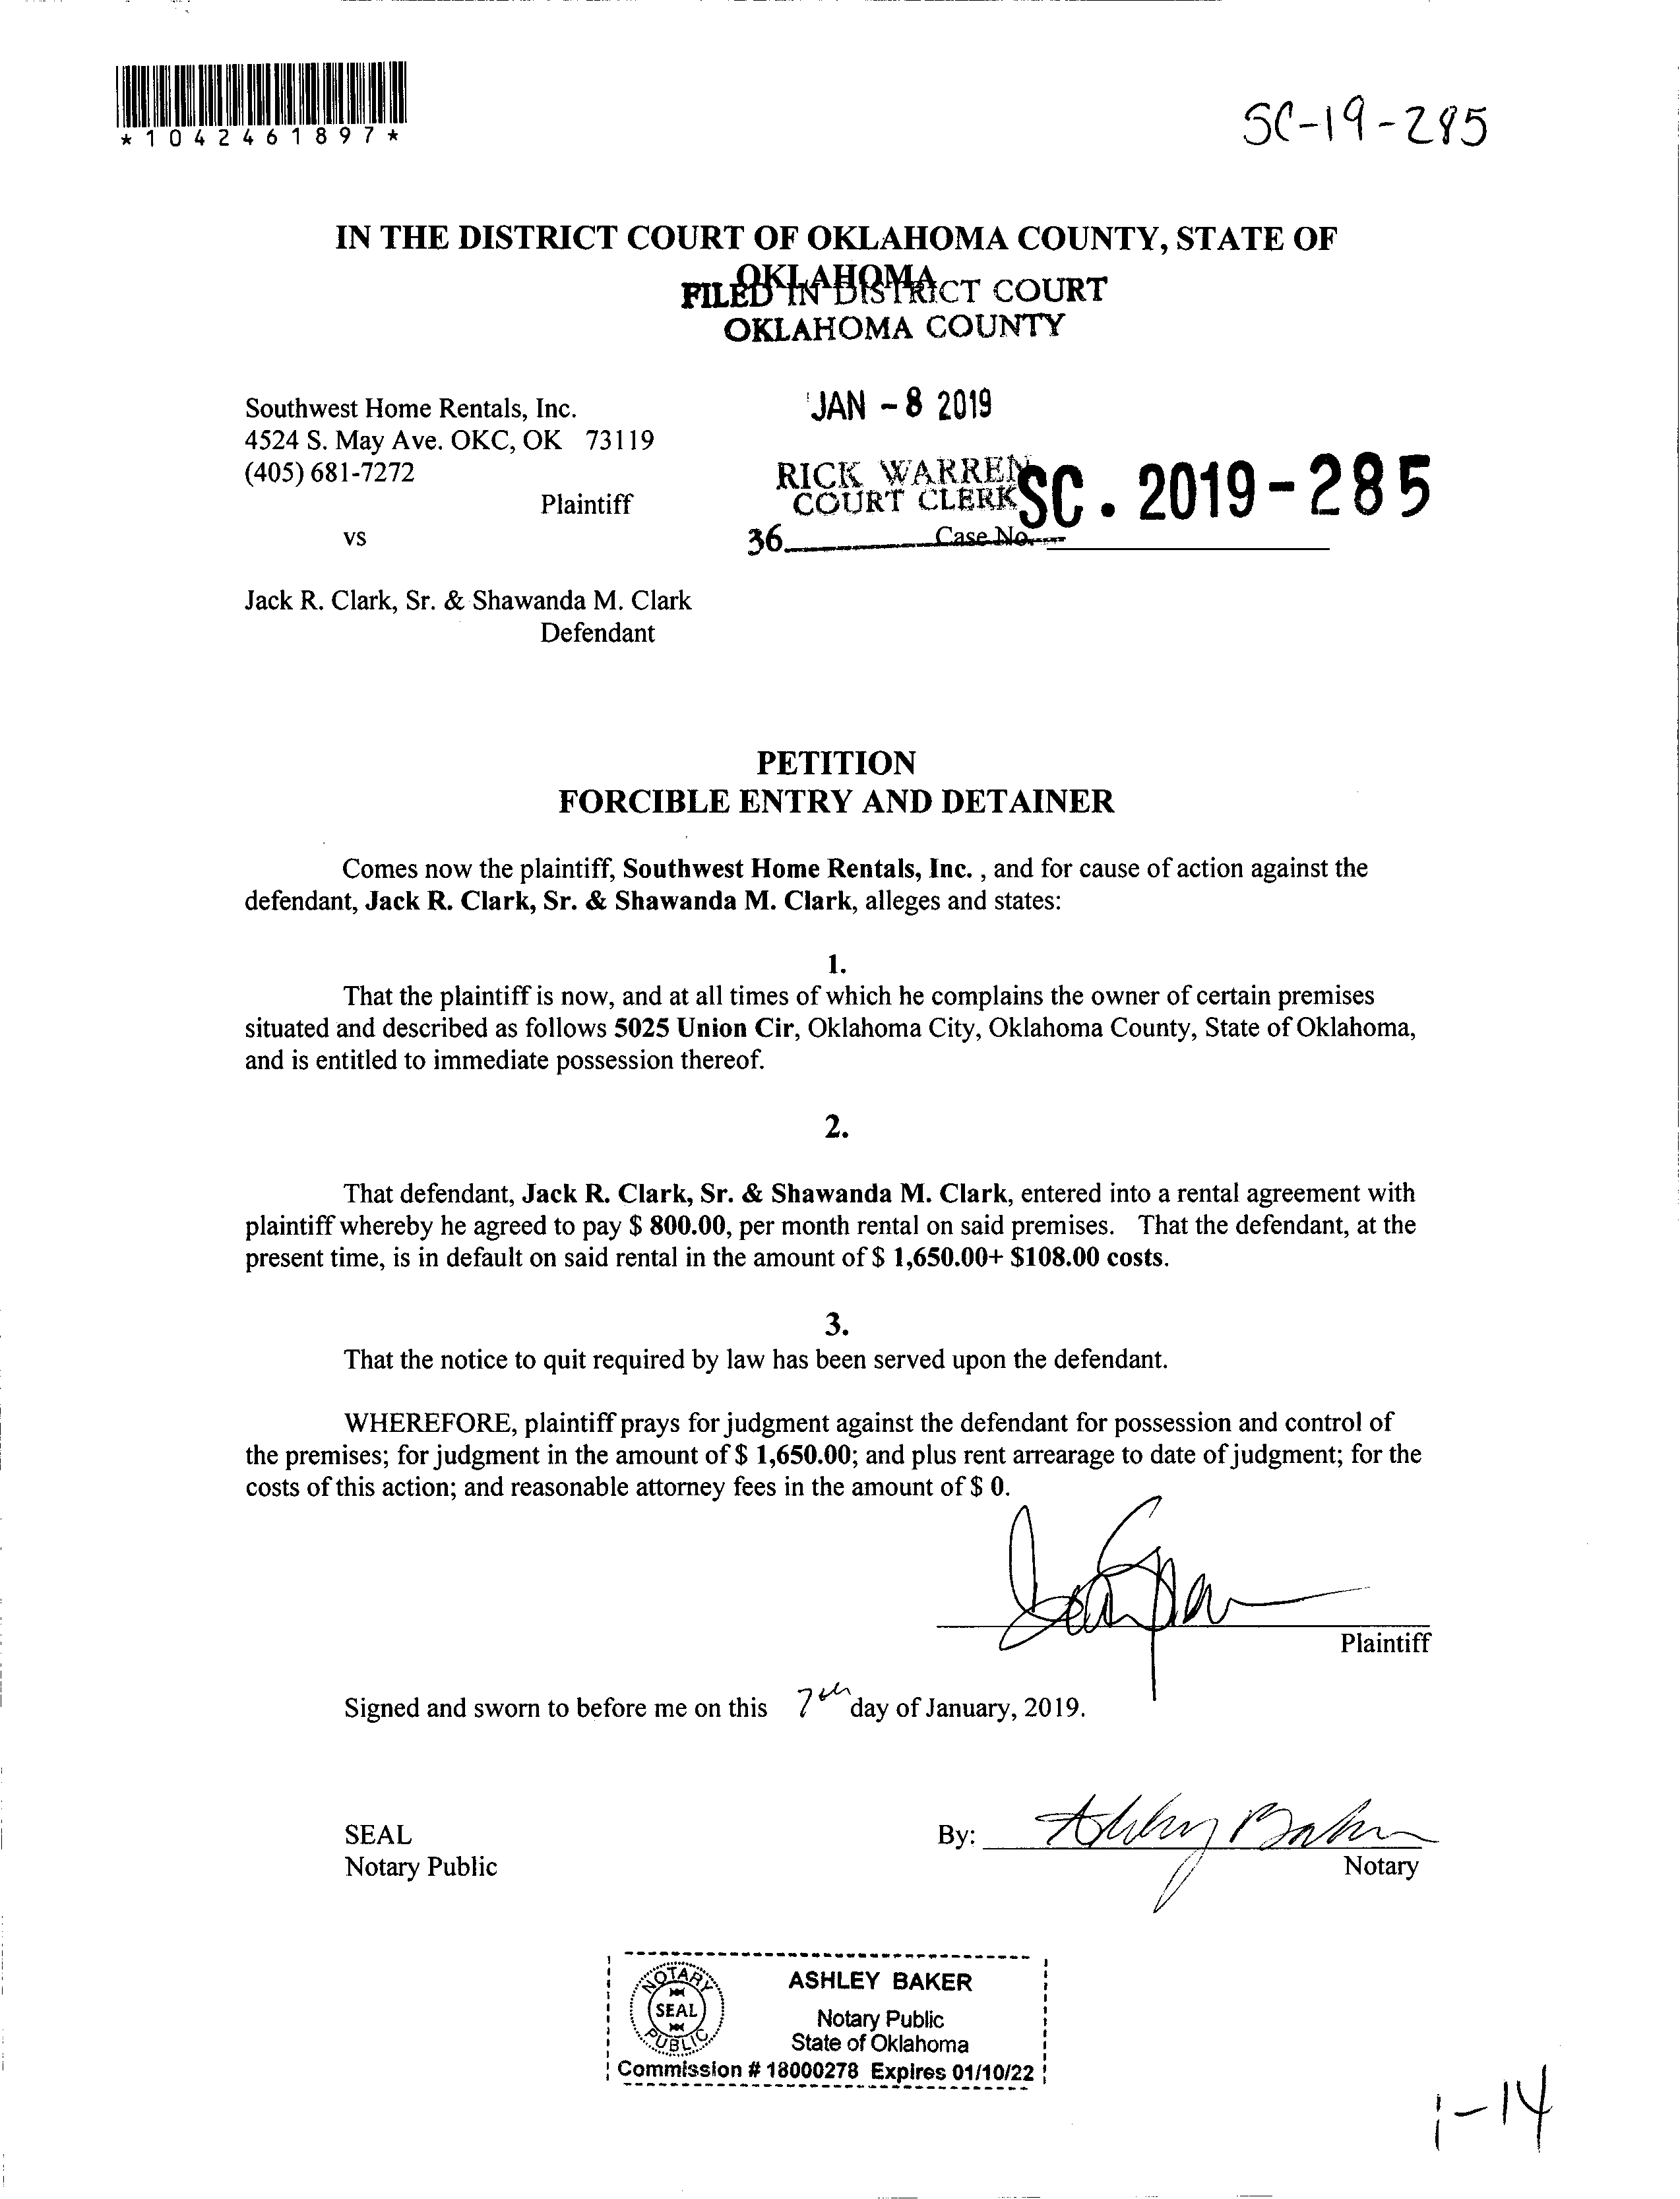 *1042461897*
SC-19-285
IN THE DISTRICT COURT OF OKLAHOMA COUNTY, STATE OF
OKLAHOMA
FILED IN DISTRICT COURT
OKLAHOMA COUNTY
Southwest Home Rentals, Inc.
JAN - 8 2019
4524 S. May Ave. OKC, OK 73119
(405) 681-7272
RICK WARREN
COURT CLERK
SC. 2019-285
Plaintiff
vs
36
Case No.
Jack R. Clark, Sr. & Shawanda M. Clark
Defendant
PETITION
FORCIBLE ENTRY AND DETAINER
Comes now the plaintiff, Southwest Home Rentals, Inc. , and for cause of action against the
defendant, Jack R. Clark, Sr. & Shawanda M. Clark, alleges and states:
1.
That the plaintiff is now, and at all times of which he complains the owner of certain premises
situated and described as follows 5025 Union Cir, Oklahoma City, Oklahoma County, State of Oklahoma,
and is entitled to immediate possession thereof.
2.
That defendant, Jack R. Clark, Sr. & Shawanda M. Clark, entered into a rental agreement with
plaintiff whereby he agreed to pay $ 800.00, per month rental on said premises. That the defendant, at the
present time, is in default on said rental in the amount of $ 1,650.00+ $108.00 costs.
3.
That the notice to quit required by law has been served upon the defendant.
WHEREFORE, plaintiff prays for judgment against the defendant for possession and control of
the premises; for judgment in the amount of $ 1,650.00; and plus rent arrearage to date of judgment; for the
costs of this action; and reasonable attorney fees in the amount of $ 0.
Plaintiff
Signed and sworn to before me on this 7th day of January, 2019.
SEAL
By: Ashley Baker
Notary Public
Notary
NOTARY
SEAL
PUBLIC
ASHLEY BAKER
Notary Public
State of Oklahoma
Commission # 18000278 Expires 01/10/22
1-14